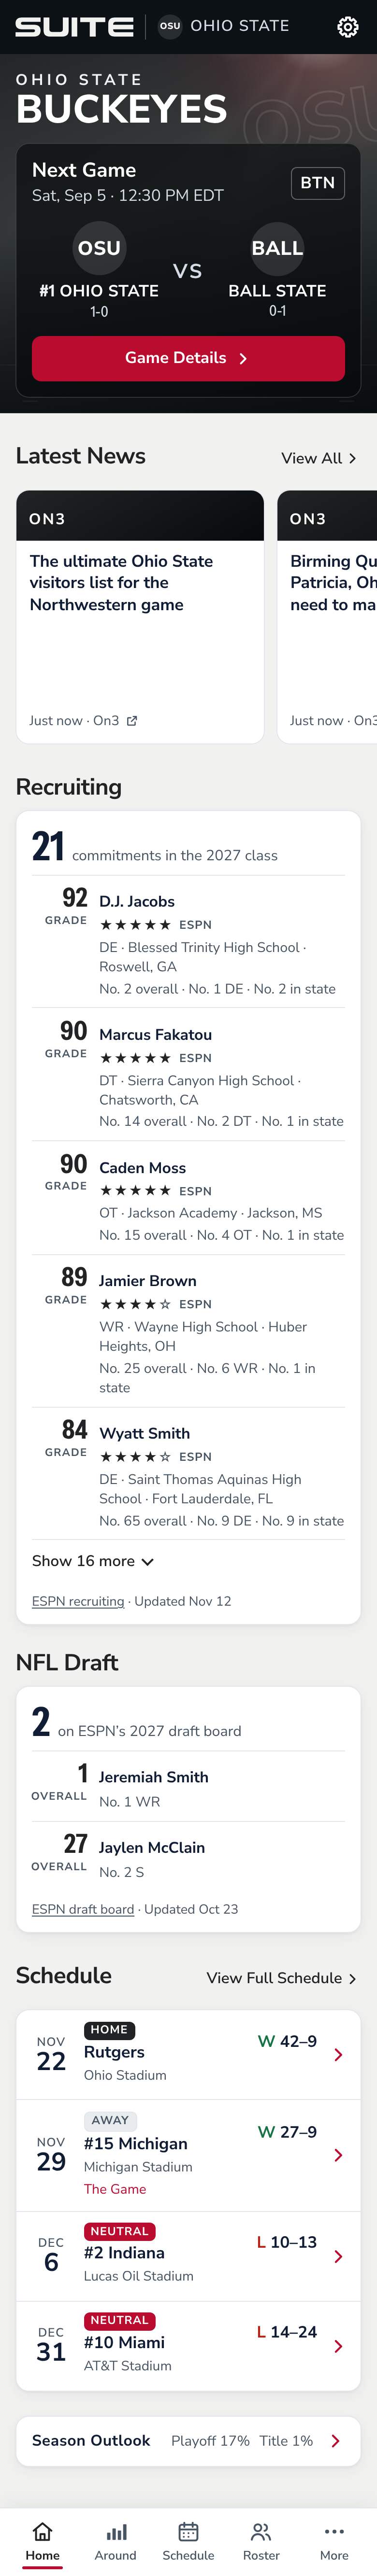 SUITE OSU OHIO STATE
OHIO STATE
BUCKEYES
OSU
Next Game
Sat, Sep 5 · 12:30 PM EDT
BTN
OSU
VS
BALL
#1 OHIO STATE
1-0
BALL STATE
0-1
Game Details
Latest News
View All
ON3
The ultimate Ohio State
visitors list for the
Northwestern game
Just now · On3
ON3
Birming Qu
Patricia, Oh
need to ma
Just now · On3
Recruiting
21 commitments in the 2027 class
92
GRADE
D.J. Jacobs
★★★★★ ESPN
DE · Blessed Trinity High School ·
Roswell, GA
No. 2 overall · No. 1 DE · No. 2 in state
90
GRADE
Marcus Fakatou
★★★★★ ESPN
DT · Sierra Canyon High School ·
Chatsworth, CA
No. 14 overall · No. 2 DT · No. 1 in state
90
GRADE
Caden Moss
★★★★★ ESPN
OT · Jackson Academy · Jackson, MS
No. 15 overall · No. 4 OT · No. 1 in state
89
GRADE
Jamier Brown
★★★★☆ ESPN
WR · Wayne High School · Huber
Heights, OH
No. 25 overall · No. 6 WR · No. 1 in
state
84
GRADE
Wyatt Smith
★★★★☆ ESPN
DE · Saint Thomas Aquinas High
School · Fort Lauderdale, FL
No. 65 overall · No. 9 DE · No. 9 in state
Show 16 more
ESPN recruiting · Updated Nov 12
NFL Draft
2 on ESPN’s 2027 draft board
1
OVERALL
Jeremiah Smith
No. 1 WR
27
OVERALL
Jaylen McClain
No. 2 S
ESPN draft board · Updated Oct 23
Schedule
View Full Schedule
NOV
22
HOME
Rutgers
Ohio Stadium
W 42–9
NOV
29
AWAY
#15 Michigan
Michigan Stadium
The Game
W 27–9
DEC
6
NEUTRAL
#2 Indiana
Lucas Oil Stadium
L 10–13
DEC
31
NEUTRAL
#10 Miami
AT&T Stadium
L 14–24
Season Outlook Playoff 17% Title 1%
Home Around Schedule Roster More